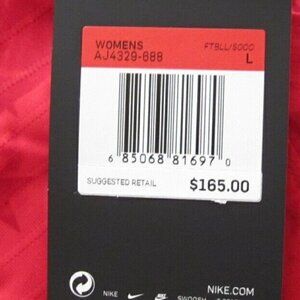 WOMENS FTBLL/SOCC
AJ4329-688 L
6 85068 81697 0
SUGGESTED RETAIL $165.00
NIKE.COM
NIKE